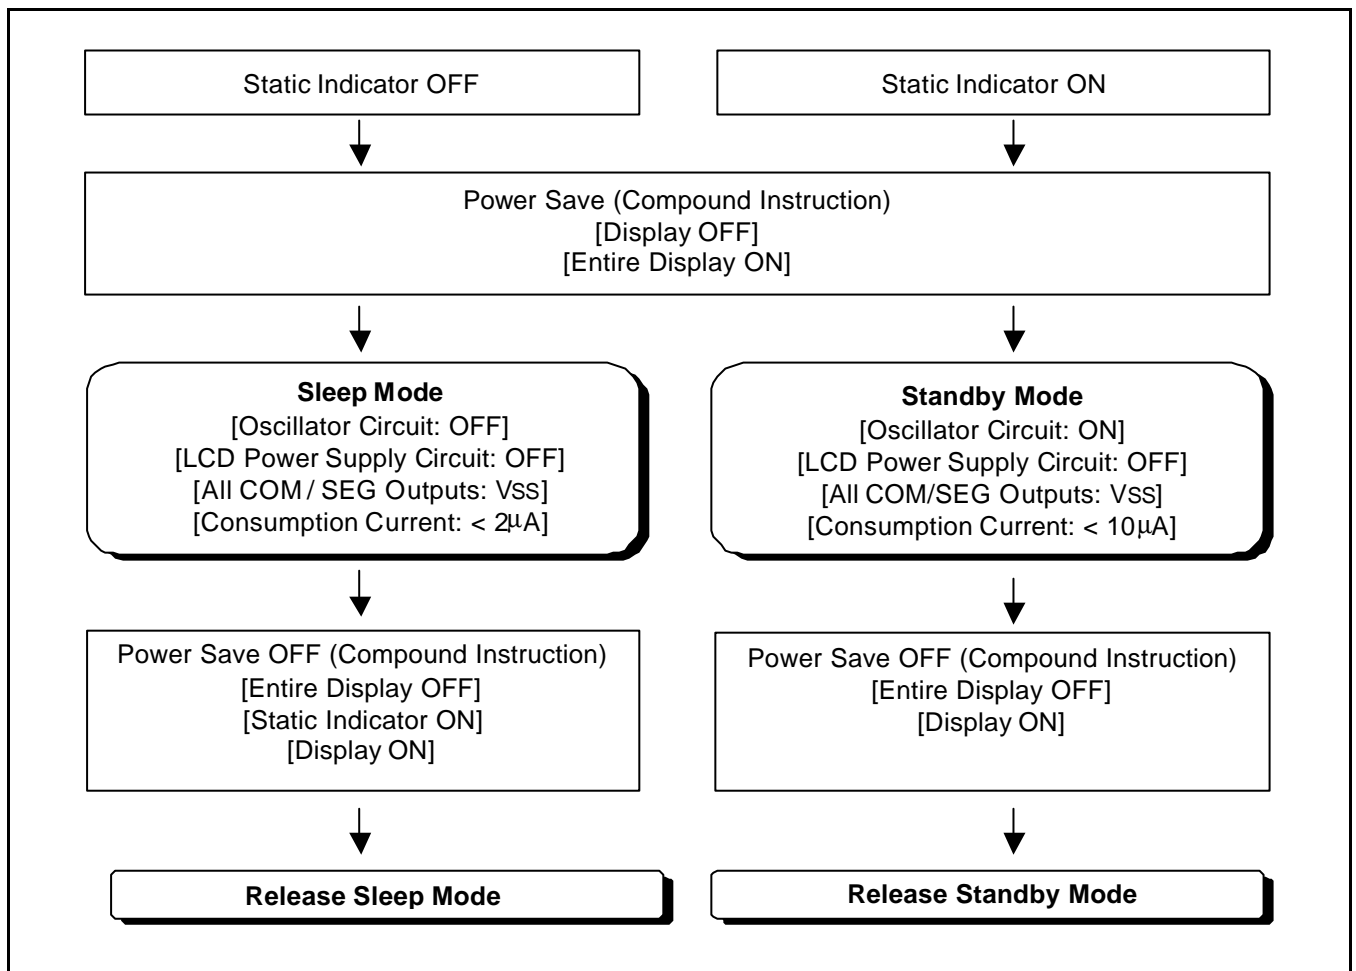 Static Indicator OFF
Static Indicator ON
Power Save (Compound Instruction)
[Display OFF]
[Entire Display ON]
Sleep Mode
[Oscillator Circuit: OFF]
[LCD Power Supply Circuit: OFF]
[All COM / SEG Outputs: VSS]
[Consumption Current: < 2μA]
Standby Mode
[Oscillator Circuit: ON]
[LCD Power Supply Circuit: OFF]
[All COM/SEG Outputs: VSS]
[Consumption Current: < 10μA]
Power Save OFF (Compound Instruction)
[Entire Display OFF]
[Static Indicator ON]
[Display ON]
Power Save OFF (Compound Instruction)
[Entire Display OFF]
[Display ON]
Release Sleep Mode
Release Standby Mode